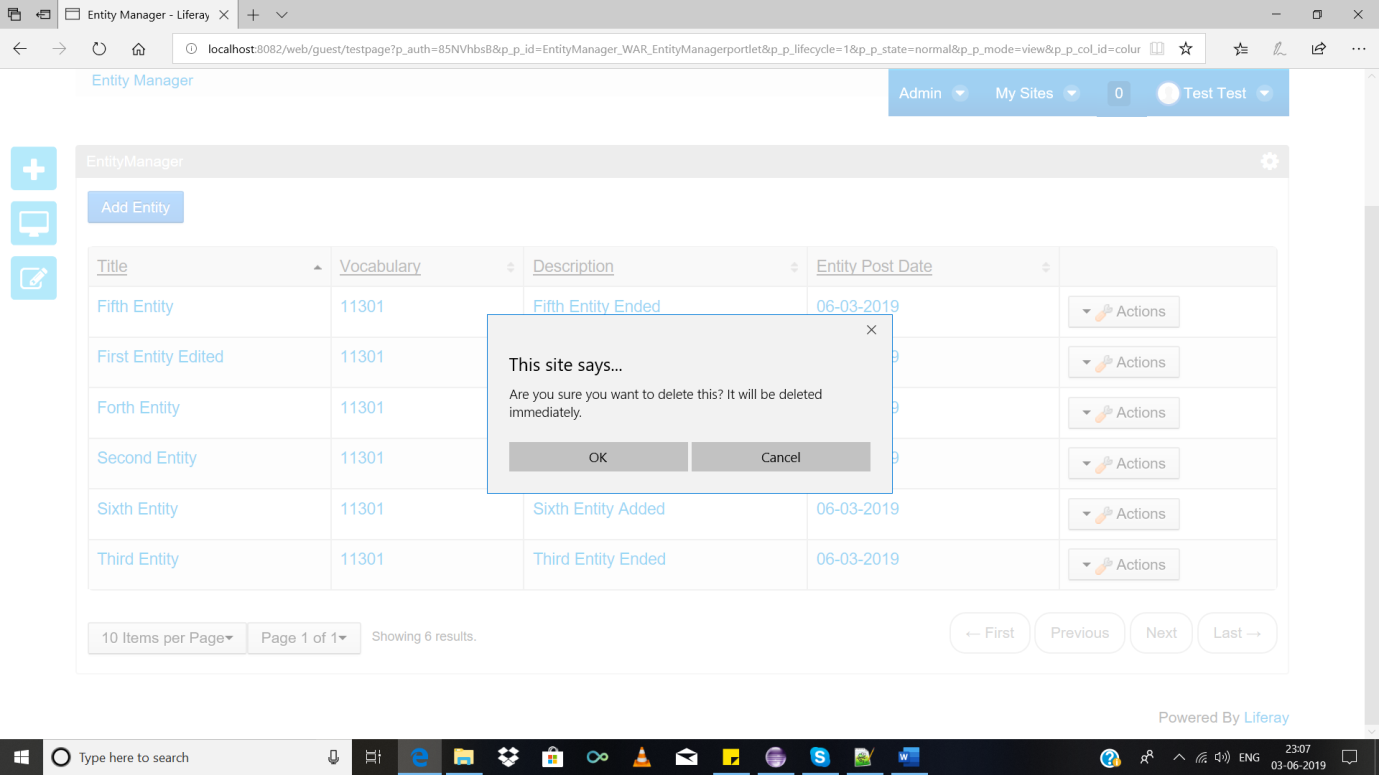 Entity Manager - Liferay
localhost:8082/web/guest/testpage?p_auth=85NVhbsB&p_p_id=EntityManager_WAR_EntityManagerportlet&p_p_lifecycle=1&p_p_state=normal&p_p_mode=view&p_p_col_id=colur
Entity Manager
Admin My Sites 0 Test Test
EntityManager
Add Entity
Title Vocabulary Description Entity Post Date
Fifth Entity 11301 Fifth Entity Ended 06-03-2019 Actions
First Entity Edited 11301 9 Actions
Forth Entity 11301 9 Actions
Second Entity 11301 9 Actions
Sixth Entity 11301 Sixth Entity Added 06-03-2019 Actions
Third Entity 11301 Third Entity Ended 06-03-2019 Actions
This site says...
Are you sure you want to delete this? It will be deleted
immediately.
OK Cancel
10 Items per Page Page 1 of 1 Showing 6 results. ← First Previous Next Last →
Powered By Liferay
Type here to search
ENG
23:07
03-06-2019